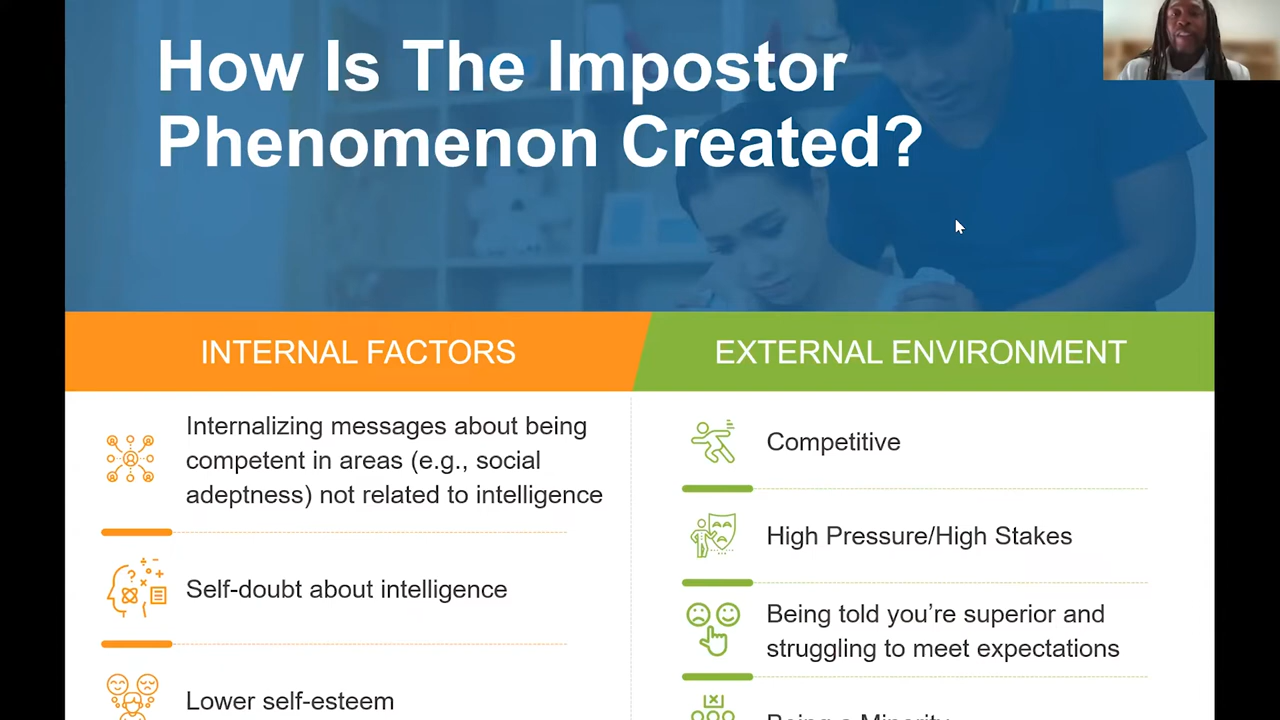 How Is The Impostor
Phenomenon Created?
INTERNAL FACTORS
Internalizing messages about being
competent in areas (e.g., social
adeptness) not related to intelligence
Self-doubt about intelligence
Lower self-esteem
EXTERNAL ENVIRONMENT
Competitive
High Pressure/High Stakes
Being told you’re superior and
struggling to meet expectations
Being a Minority